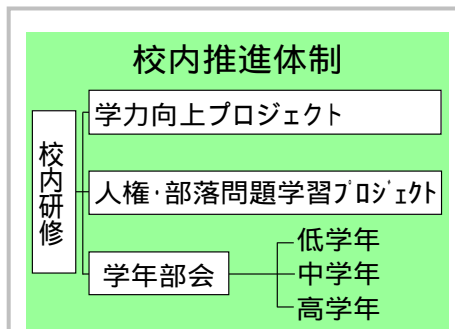 校内推進体制
学力向上プロジェクト
校内研修
人権・部落問題学習ﾌﾟﾛｼﾞｪｸﾄ
学年部会
低学年
中学年
高学年